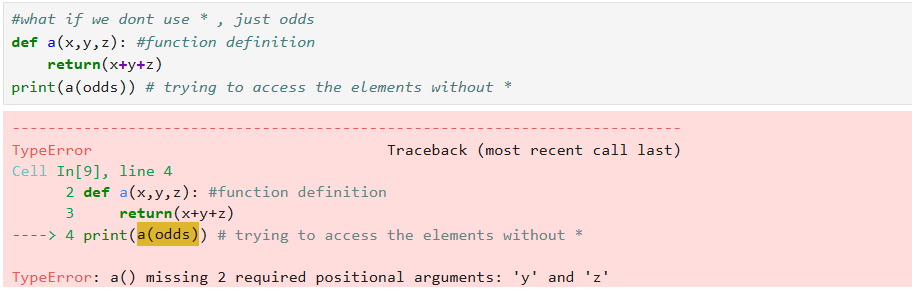 #what if we dont use * , just odds
def a(x,y,z): #function definition
    return(x+y+z)
print(a(odds)) # trying to access the elements without *
---------------------------------------------------------------------------
TypeError                                 Traceback (most recent call last)
Cell In[9], line 4
      2 def a(x,y,z): #function definition
      3     return(x+y+z)
----> 4 print(a(odds)) # trying to access the elements without *
TypeError: a() missing 2 required positional arguments: 'y' and 'z'